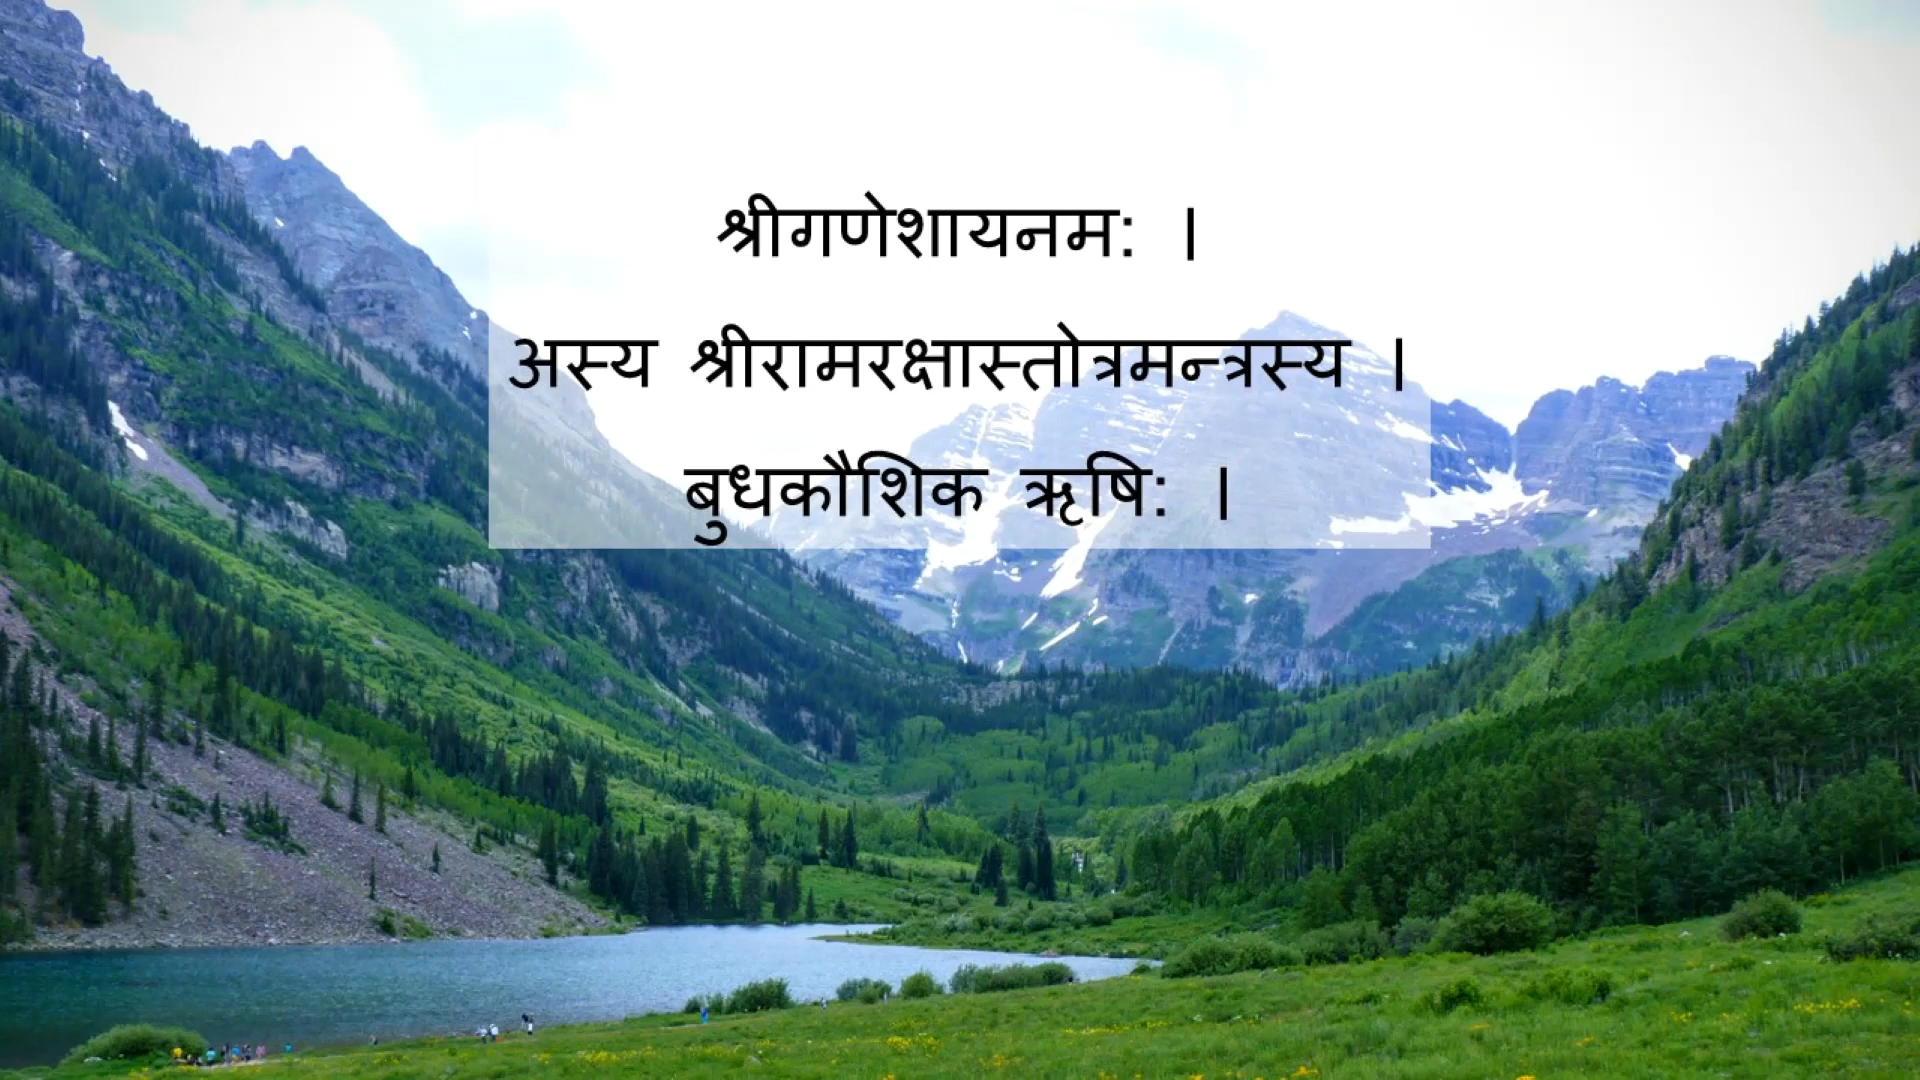 श्रीगणेशायनम: ।
अस्य श्रीरामरक्षास्तोत्रमन्त्रस्य ।
बुधकौशिक ऋषि: ।